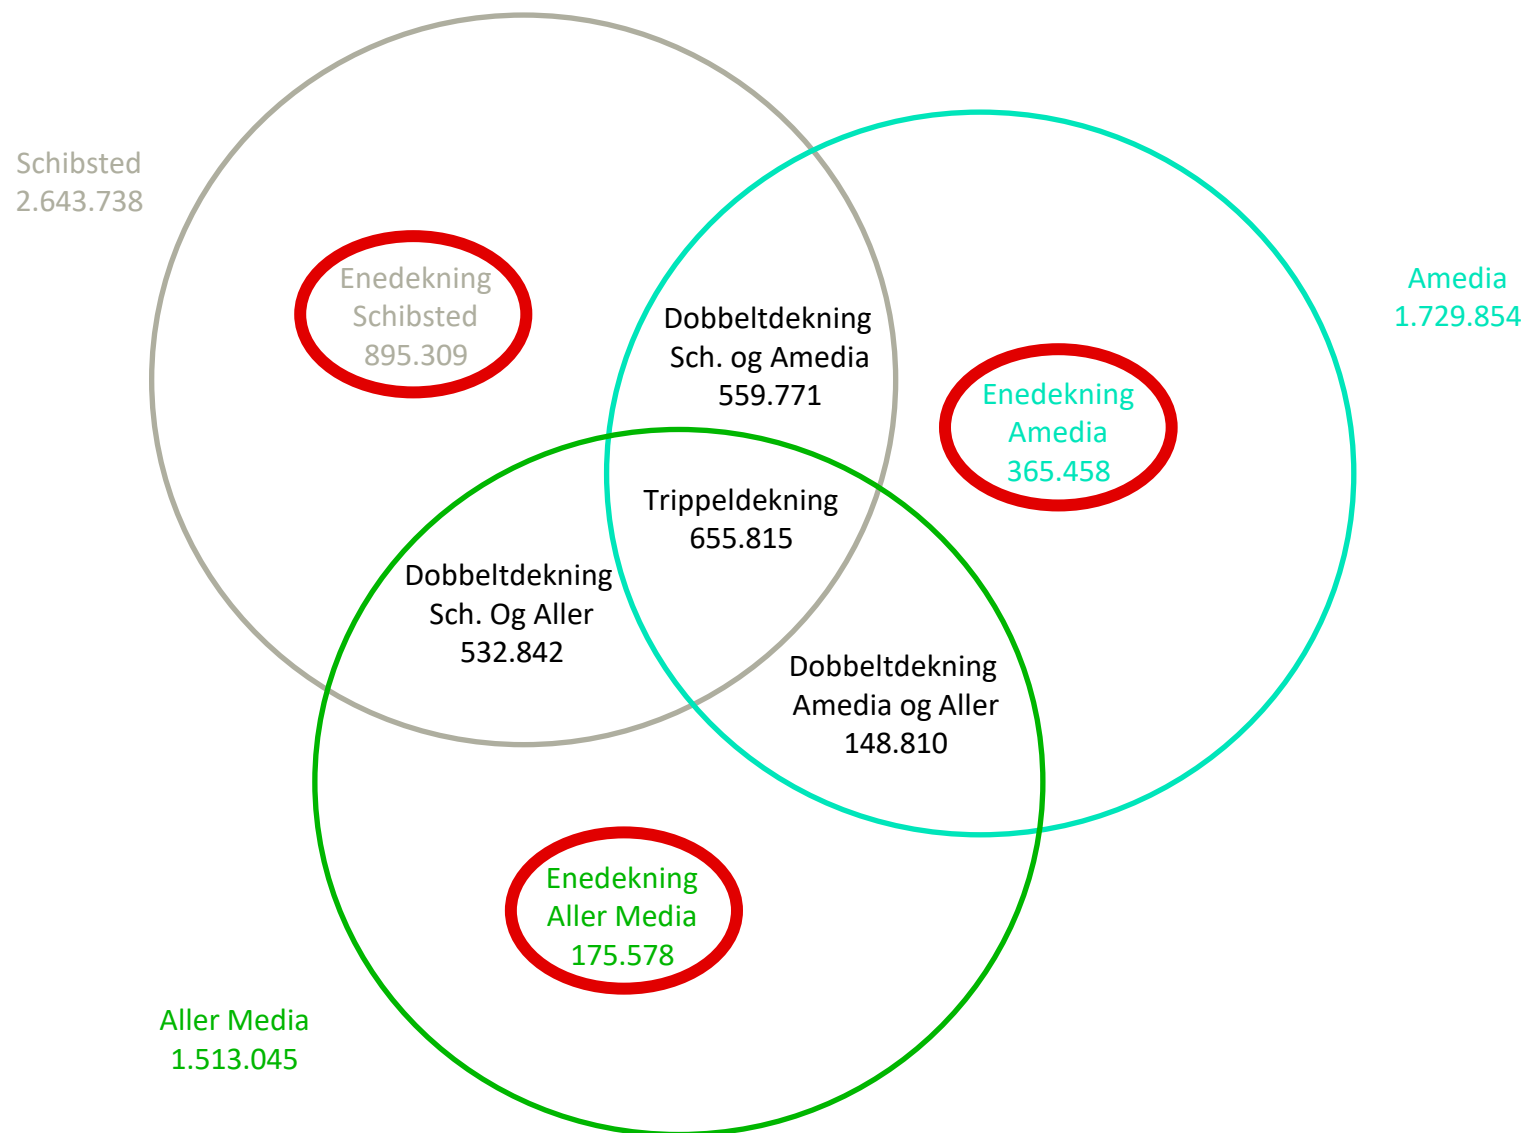 Schibsted
2.643.738
Enedekning
Schibsted
895.309
Dobbeltdekning
Sch. og Amedia
559.771
Amedia
1.729.854
Enedekning
Amedia
365.458
Trippeldekning
655.815
Dobbeltdekning
Sch. Og Aller
532.842
Dobbeltdekning
Amedia og Aller
148.810
Enedekning
Aller Media
175.578
Aller Media
1.513.045